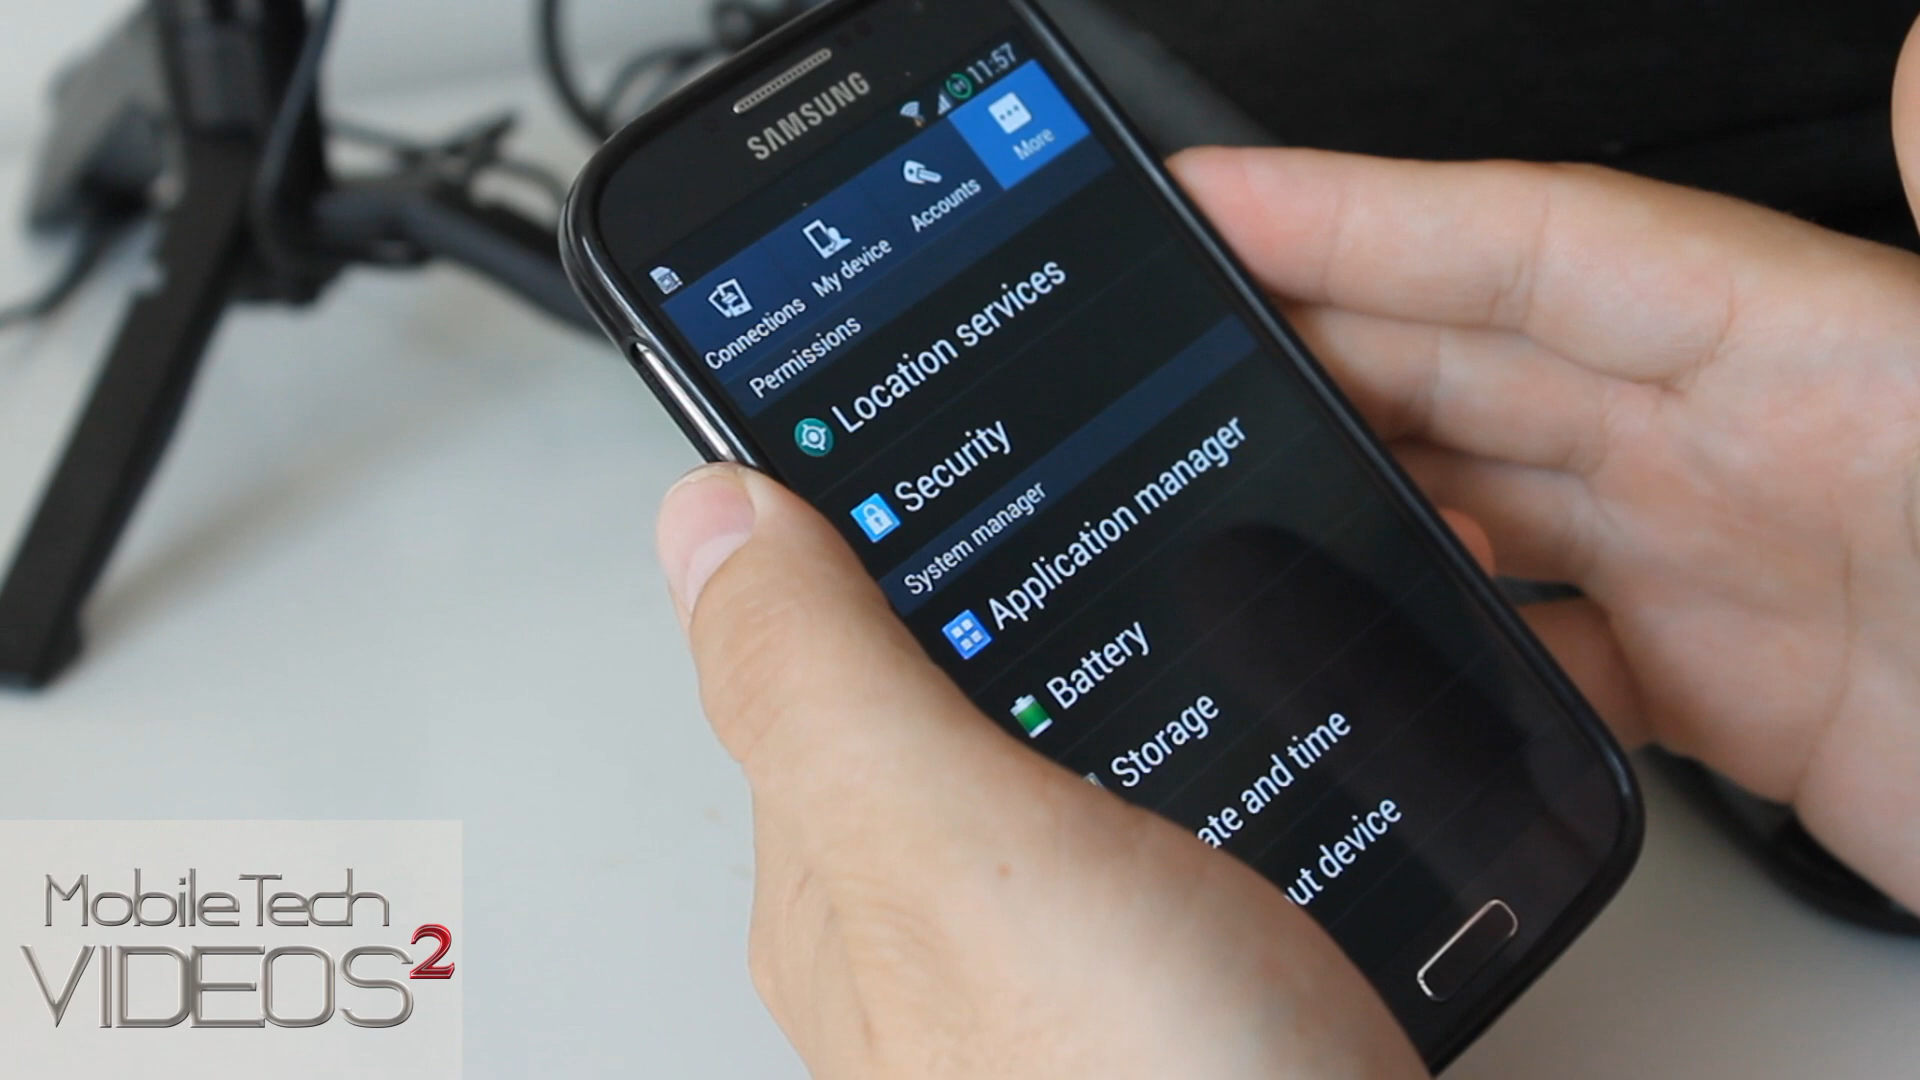 SAMSUNG
11:57
Connections
My device
Accounts
More
Permissions
Location services
Security
System manager
Application manager
Battery
Storage
ate and time
ut device
MobileTech
VIDEOS2